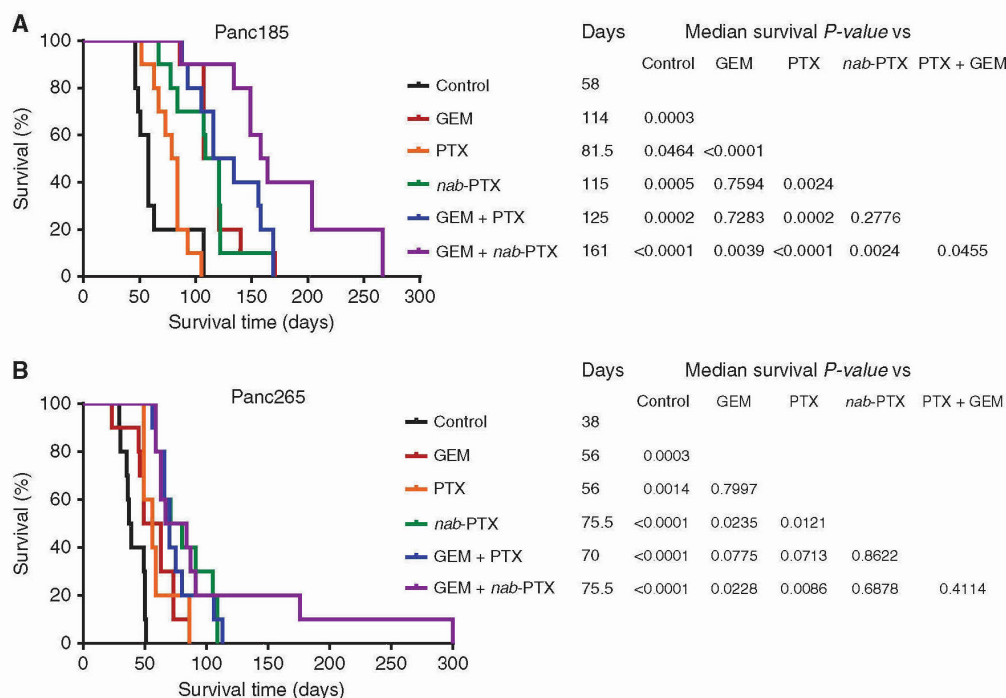 A
Panc185
Days Median survival P-value vs
Control GEM PTX nab-PTX PTX + GEM
Control 58
GEM 114 0.0003
PTX 81.5 0.0464 <0.0001
nab-PTX 115 0.0005 0.7594 0.0024
GEM + PTX 125 0.0002 0.7283 0.0002 0.2776
GEM + nab-PTX 161 <0.0001 0.0039 <0.0001 0.0024 0.0455
Survival (%)
100
80
60
40
20
0
0 50 100 150 200 250 300
Survival time (days)
B
Panc265
Days Median survival P-value vs
Control GEM PTX nab-PTX PTX + GEM
Control 38
GEM 56 0.0003
PTX 56 0.0014 0.7997
nab-PTX 75.5 <0.0001 0.0235 0.0121
GEM + PTX 70 <0.0001 0.0775 0.0713 0.8622
GEM + nab-PTX 75.5 <0.0001 0.0228 0.0086 0.6878 0.4114
Survival (%)
100
80
60
40
20
0
0 50 100 150 200 250 300
Survival time (days)